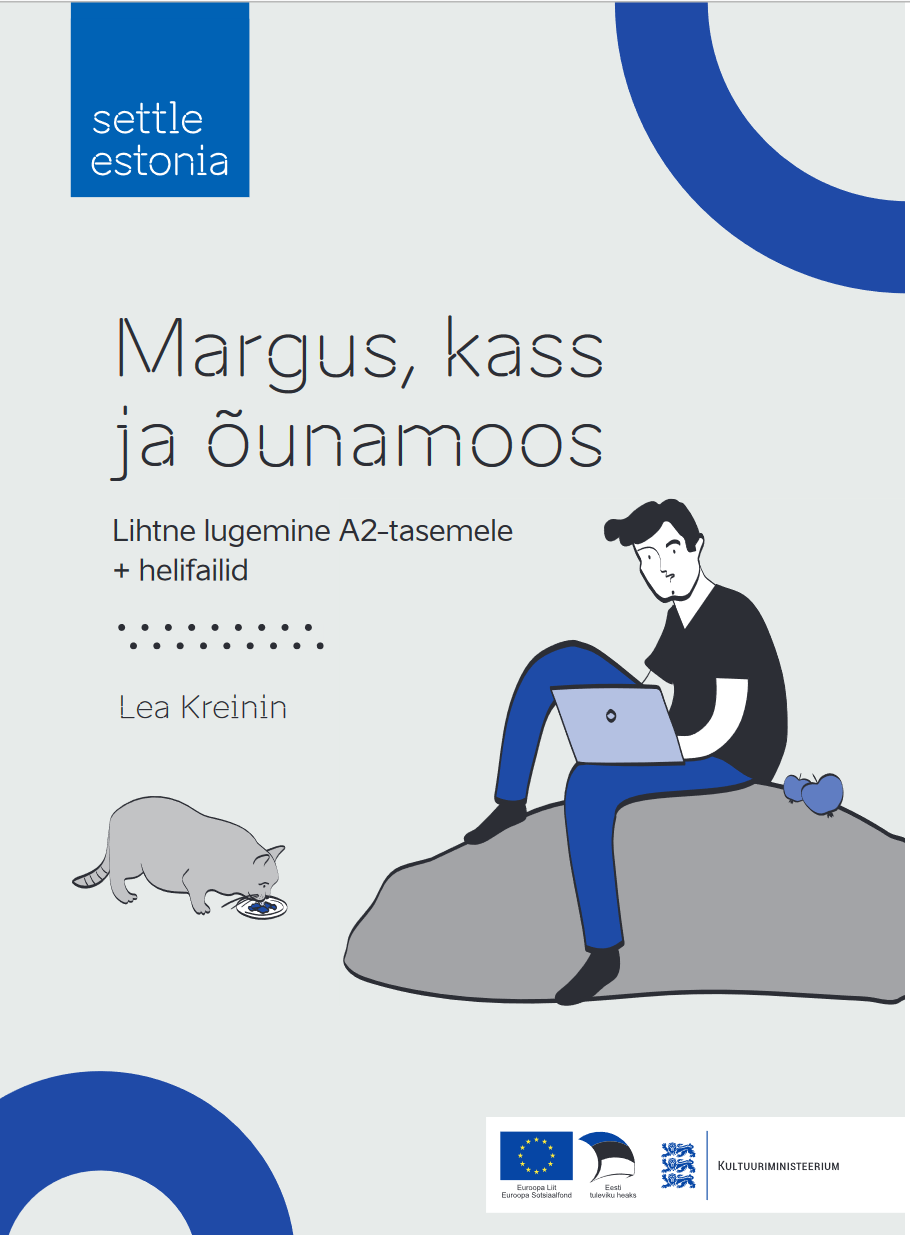 settle
estonia
Margus, kass
ja õunamoos
Lihtne lugemine A2-tasemele
+ helifailid
Lea Kreinin
Euroopa Liit
Euroopa Sotsiaalfond
Eesti
tuleviku heaks
KULTUURIMINISTEERIUM